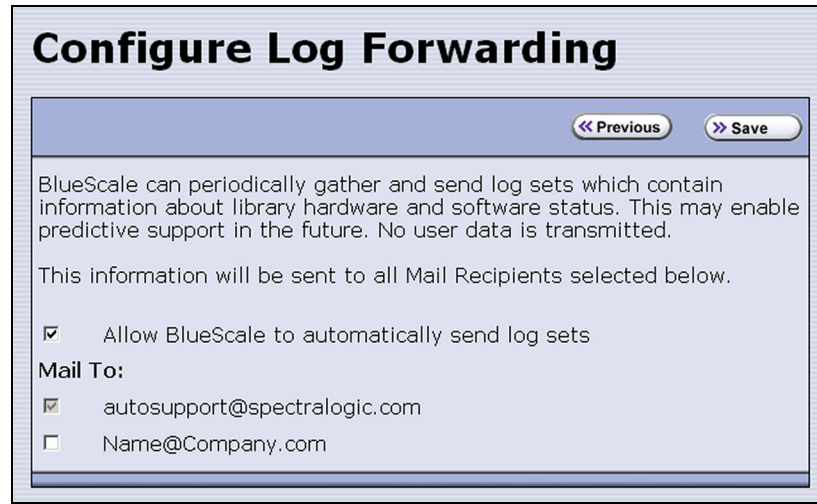 Configure Log Forwarding
Previous
Save
BlueScale can periodically gather and send log sets which contain
information about library hardware and software status. This may enable
predictive support in the future. No user data is transmitted.
This information will be sent to all Mail Recipients selected below.
Allow BlueScale to automatically send log sets
Mail To:
autosupport@spectralogic.com
Name@Company.com